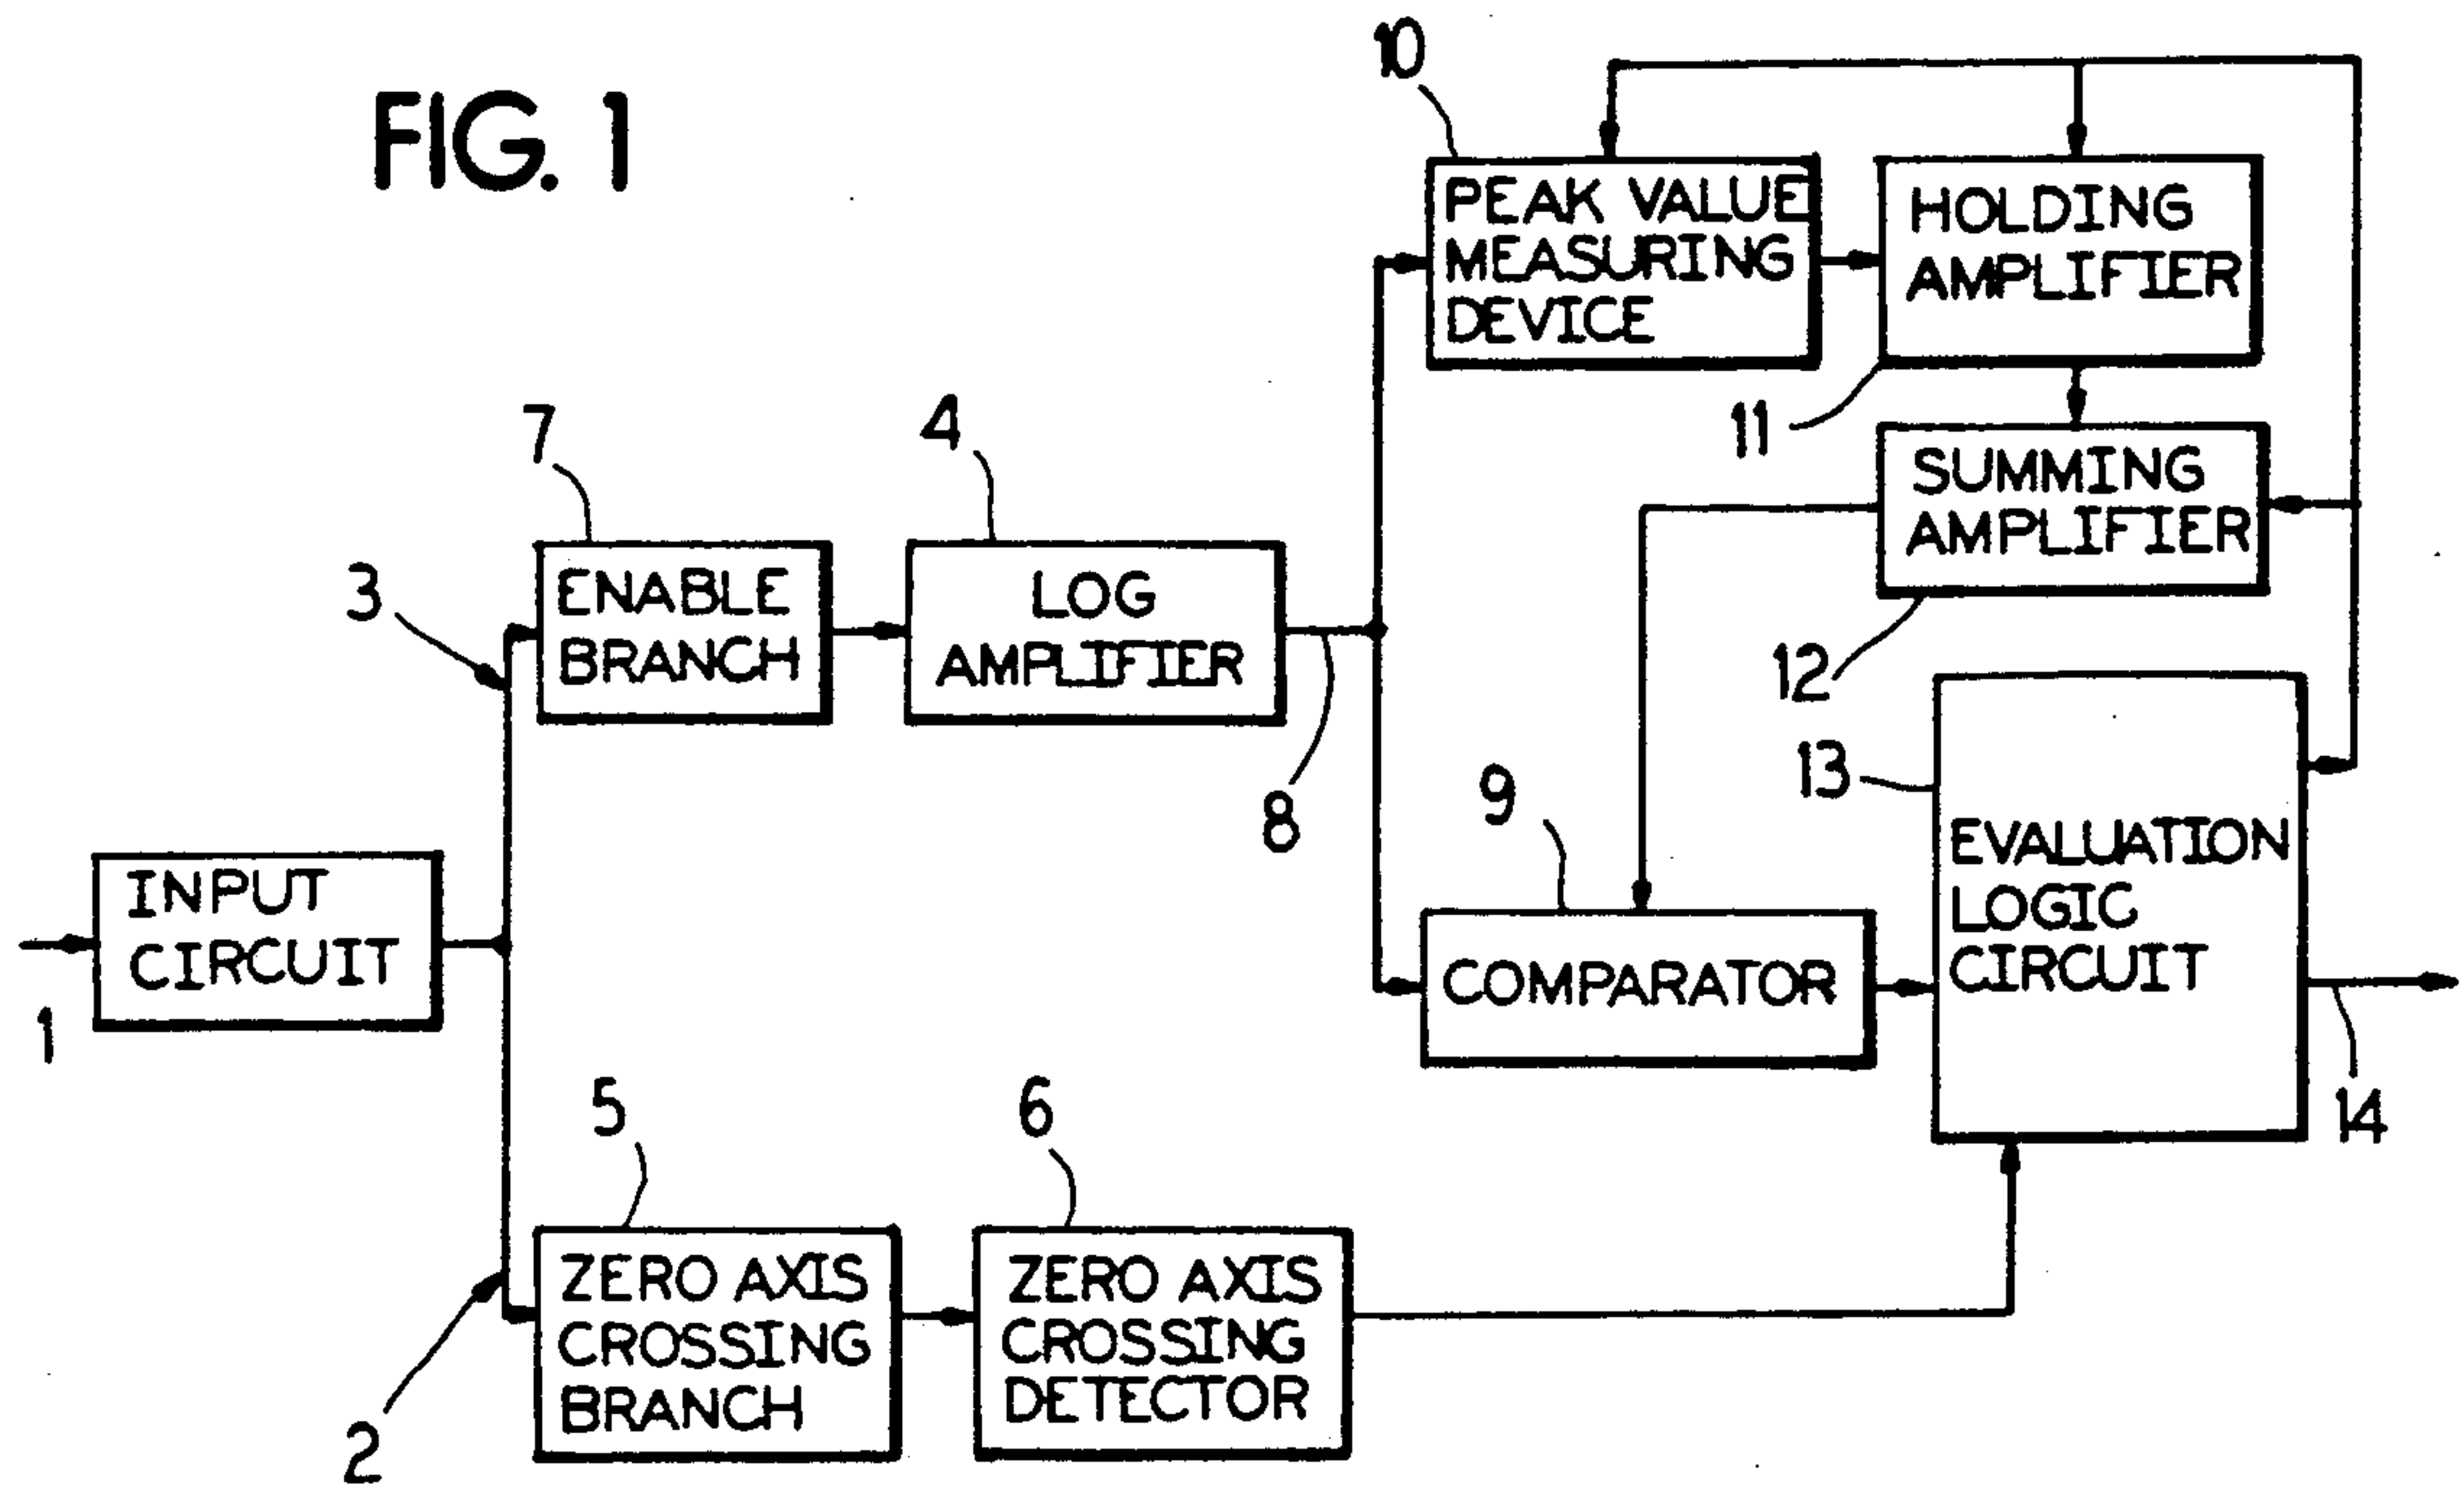 FIG. 1
10
PEAK VALUE
MEASURING
DEVICE
HOLDING
AMPLIFIER
11
SUMMING
AMPLIFIER
12
7
ENABLE
BRANCH
4
LOG
AMPLIFIER
3
8
13
EVALUATION
LOGIC
CIRCUIT
9
COMPARATOR
14
INPUT
CIRCUIT
1
5
ZERO AXIS
CROSSING
BRANCH
6
ZERO AXIS
CROSSING
DETECTOR
2